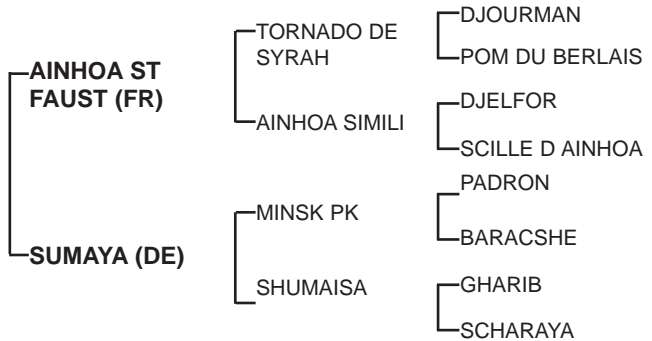 DJOURMAN
TORNADO DE
SYRAH
POM DU BERLAIS
AINHOA ST
FAUST (FR)
DJELFOR
AINHOA SIMILI
SCILLE D AINHOA
PADRON
MINSK PK
BARACSHE
SUMAYA (DE)
GHARIB
SHUMAISA
SCHARAYA